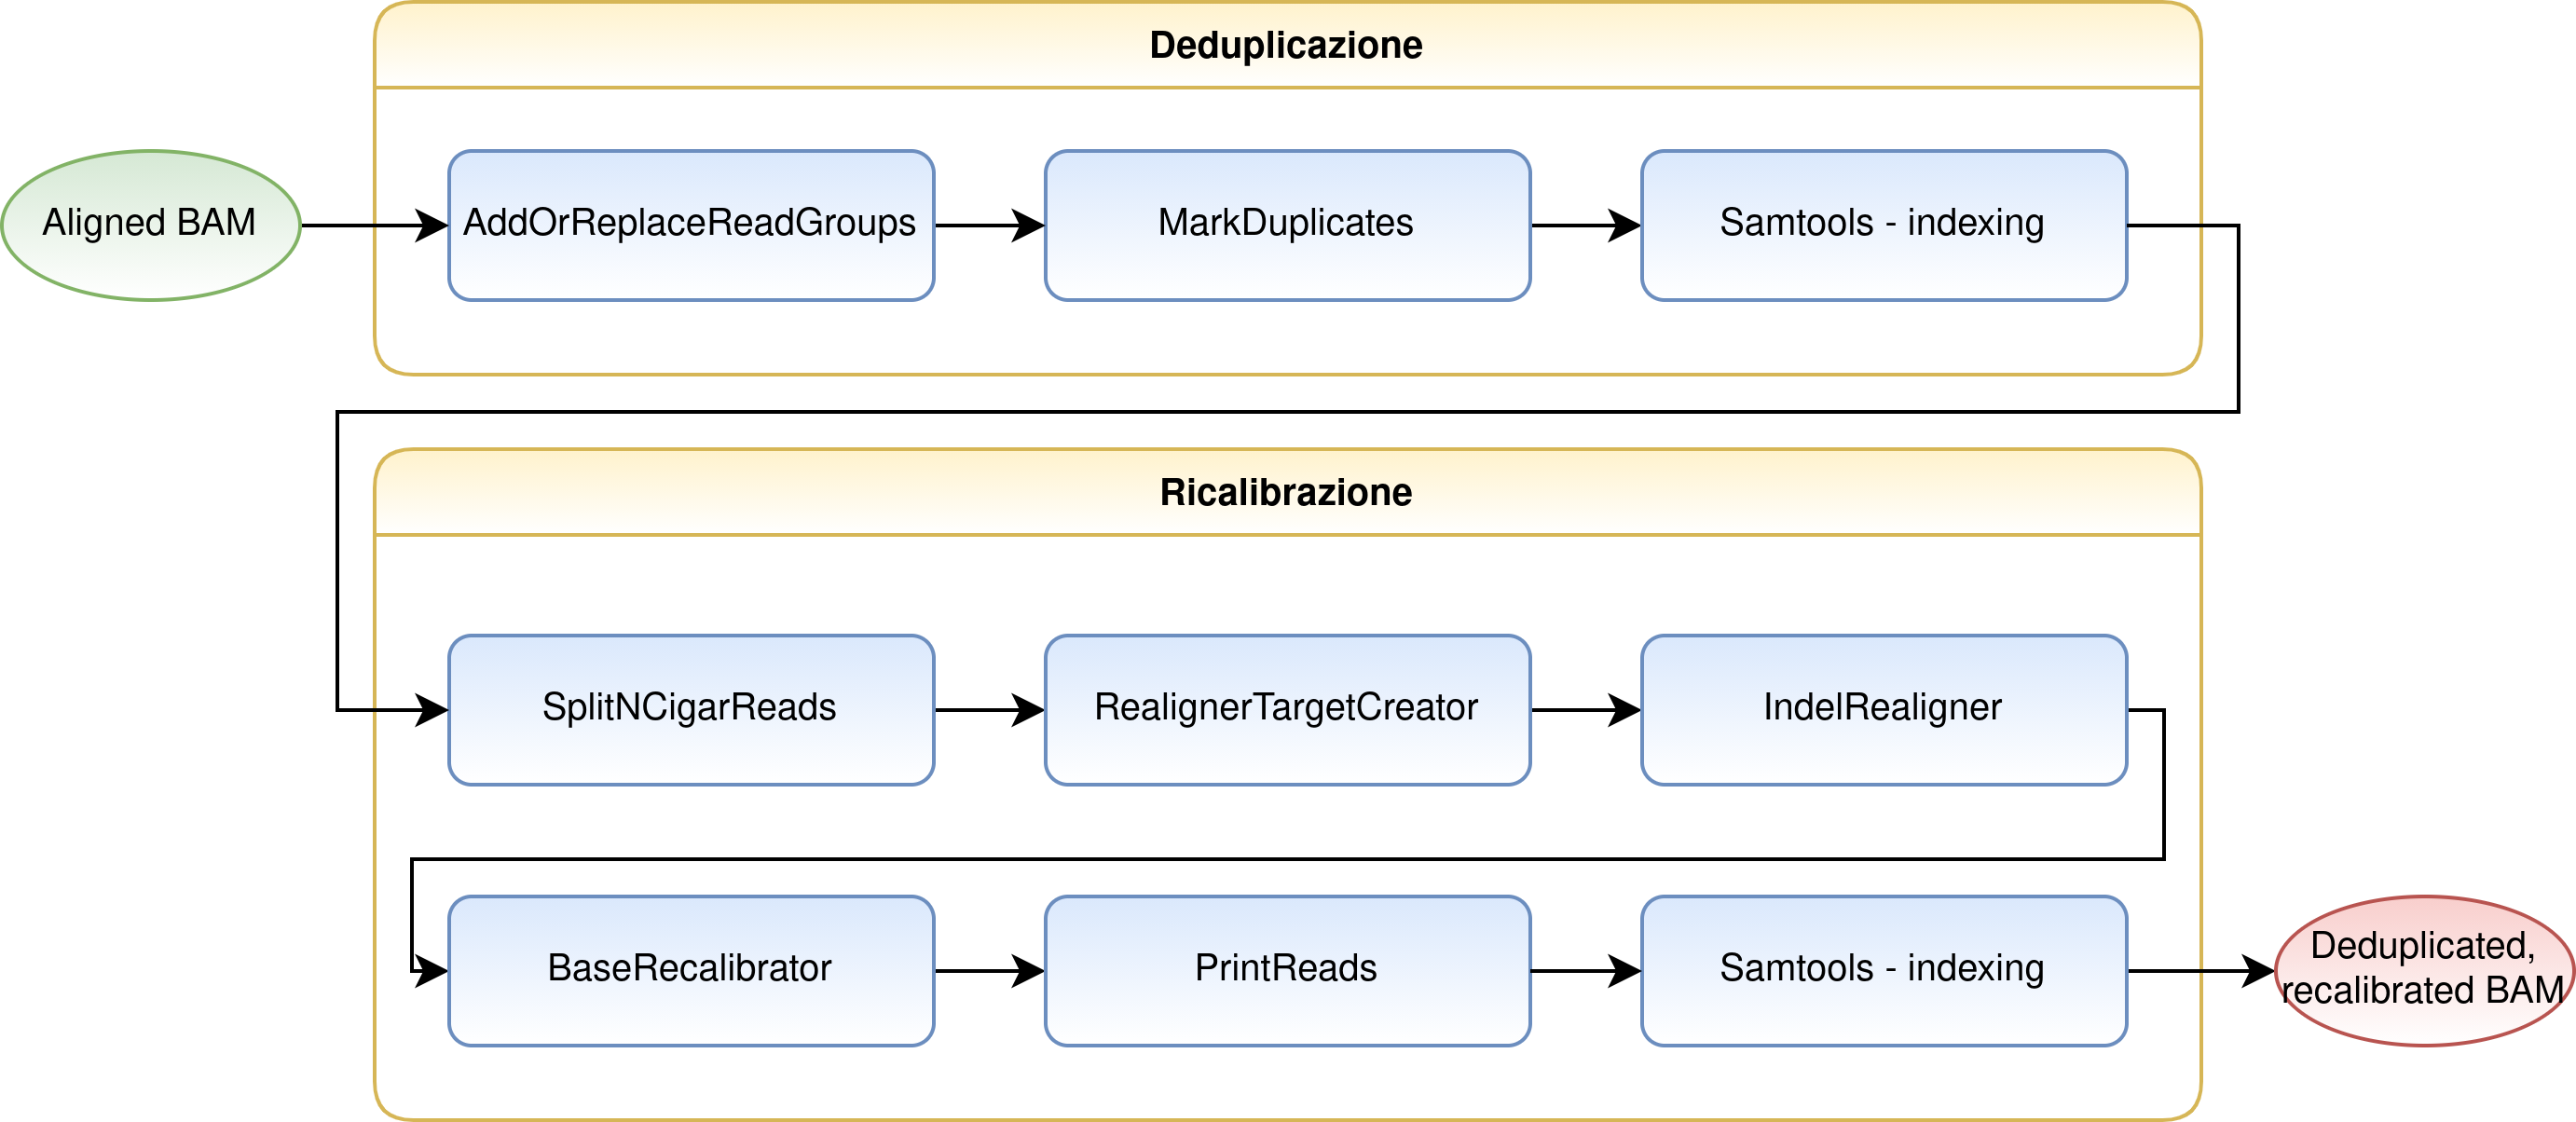 Deduplicazione
Aligned BAM
AddOrReplaceReadGroups
MarkDuplicates
Samtools - indexing
Ricalibrazione
SplitNCigarReads
RealignerTargetCreator
IndelRealigner
BaseRecalibrator
PrintReads
Samtools - indexing
Deduplicated,
recalibrated BAM